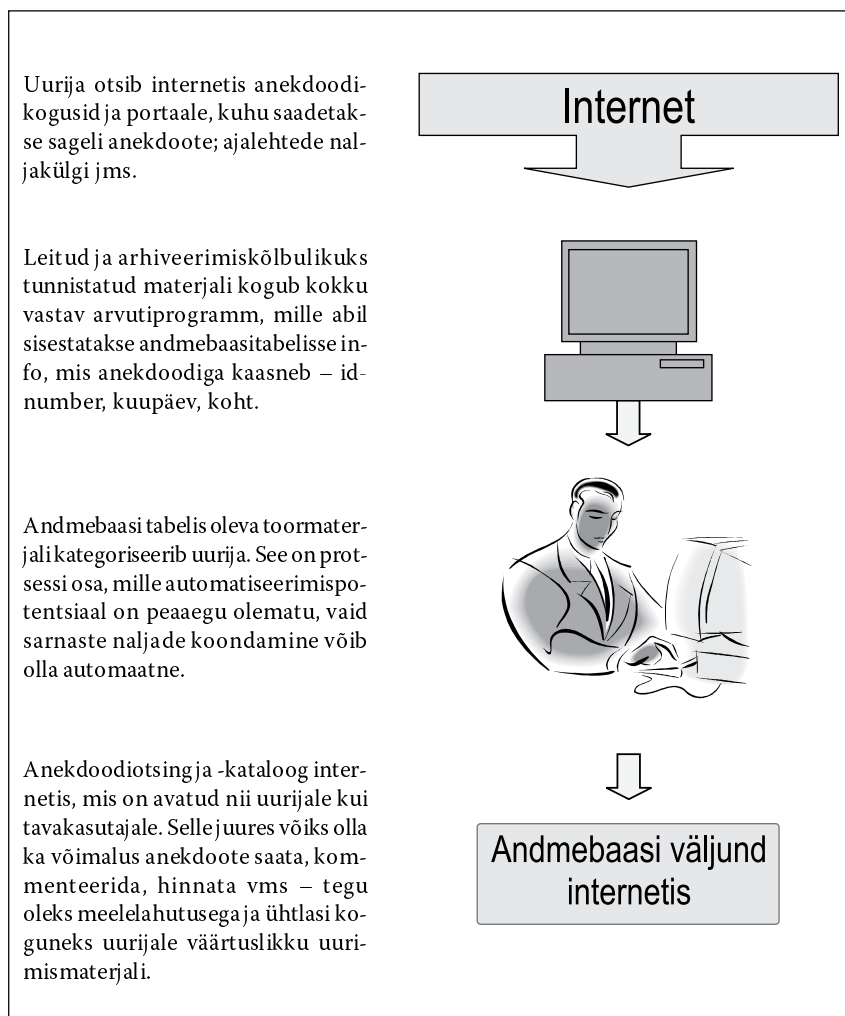 Uurija otsib internetis anekdoodi-
kogusid ja portaale, kuhu saadetak-
se sageli anekdoote; ajalehtede nal-
jakülgi jms.
Internet
Leitud ja arhiveerimiskõlbulikuks
tunnistatud materjali kogub kokku
vastav arvutiprogramm, mille abil
sisestatakse andmebaasitabelisse in-
fo, mis anekdoodiga kaasneb – id-
number, kuupäev, koht.
Andmebaasi tabelis oleva toormater-
jali kategoriseerib uurija. See on prot-
sessi osa, mille automatiseerimispo-
tentsiaal on peaaegu olematu, vaid
sarnaste naljade koondamine võib
olla automaatne.
Anekdoodiotsing ja -kataloog inter-
netis, mis on avatud nii uurijale kui
tavakasutajale. Selle juures võiks olla
ka võimalus anekdoote saata, kom-
menteerida, hinnata vms – tegu
oleks meelelahutusega ja ühtlasi ko-
guneks uurijale väärtuslikku uuri-
mismaterjali.
Andmebaasi väljund
internetis